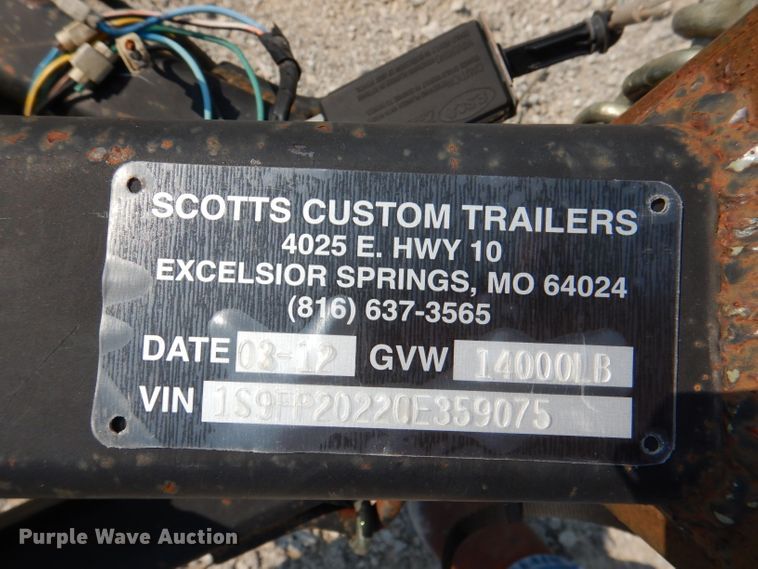 SCOTTS CUSTOM TRAILERS
4025 E. HWY 10
EXCELSIOR SPRINGS, MO 64024
(816) 637-3565
DATE 03-12 GVW 14000LB
VIN 1S9FP20220E359075
Purple Wave Auction